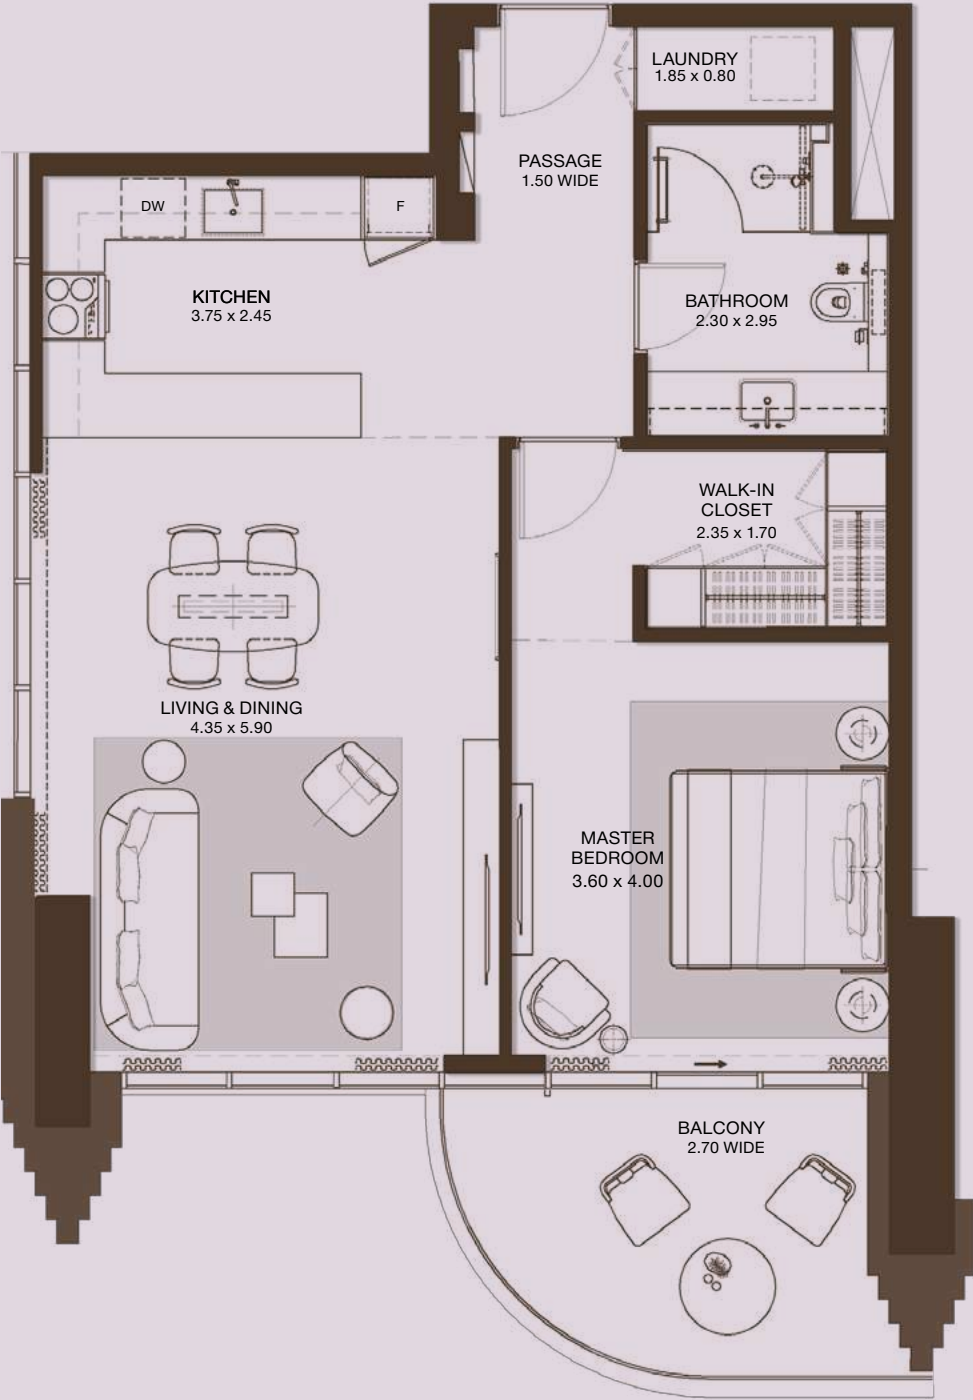 LAUNDRY
1.85 x 0.80
PASSAGE
1.50 WIDE
DW
F
KITCHEN
3.75 x 2.45
BATHROOM
2.30 x 2.95
WALK-IN
CLOSET
2.35 x 1.70
LIVING & DINING
4.35 x 5.90
MASTER
BEDROOM
3.60 x 4.00
BALCONY
2.70 WIDE